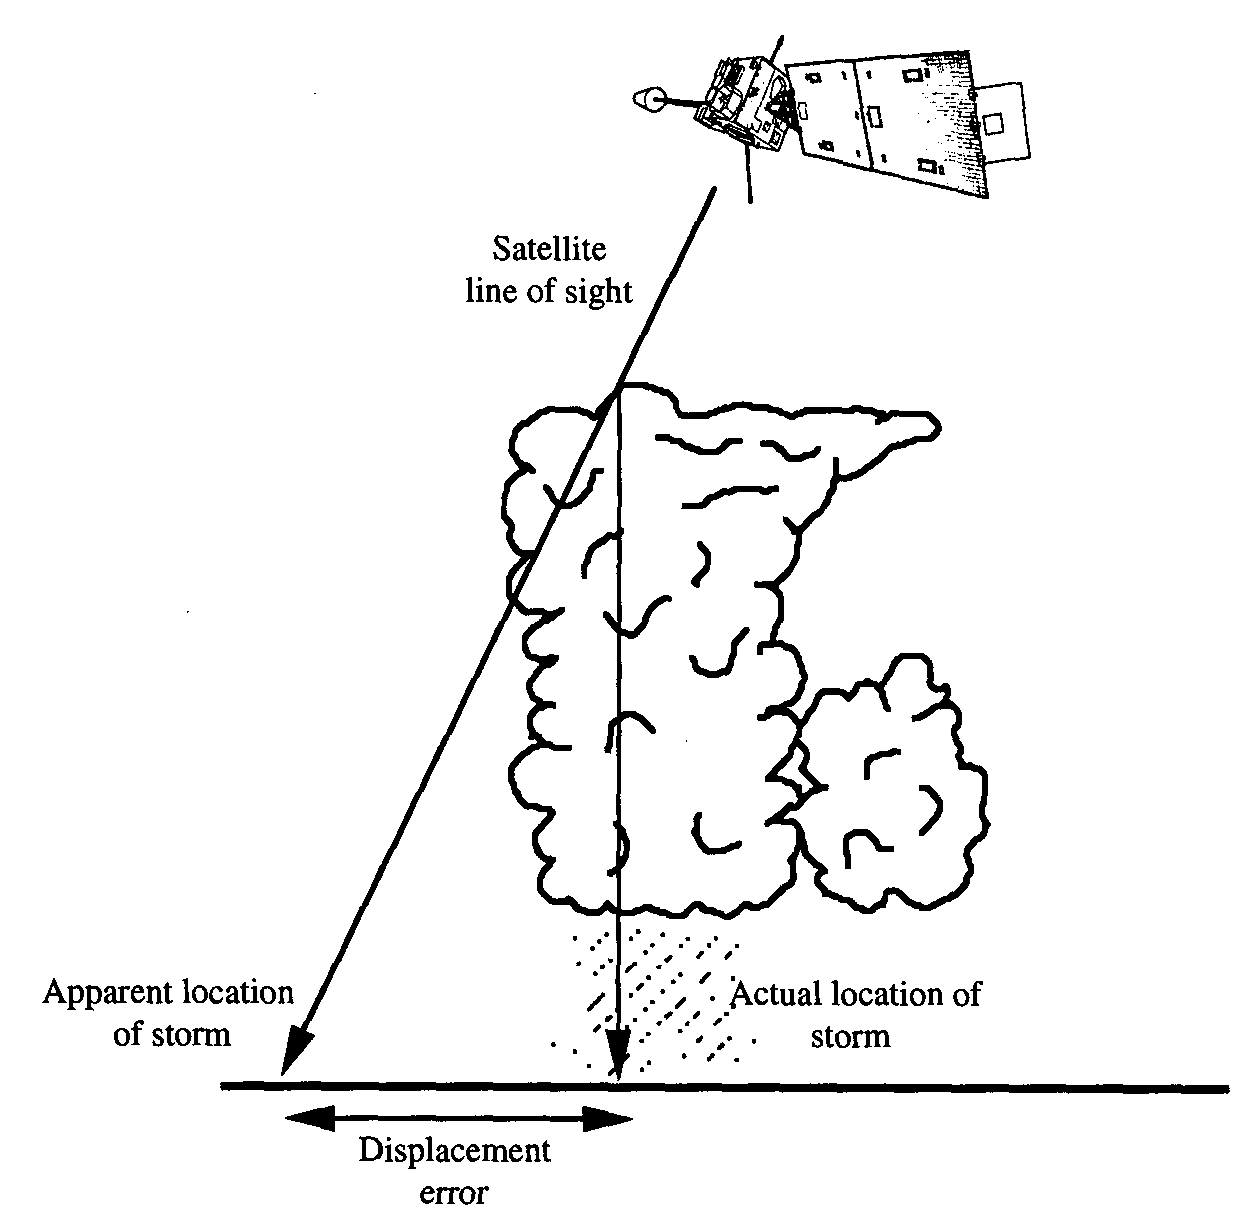 Satellite
line of sight
Apparent location
of storm
Actual location of
storm
Displacement
error